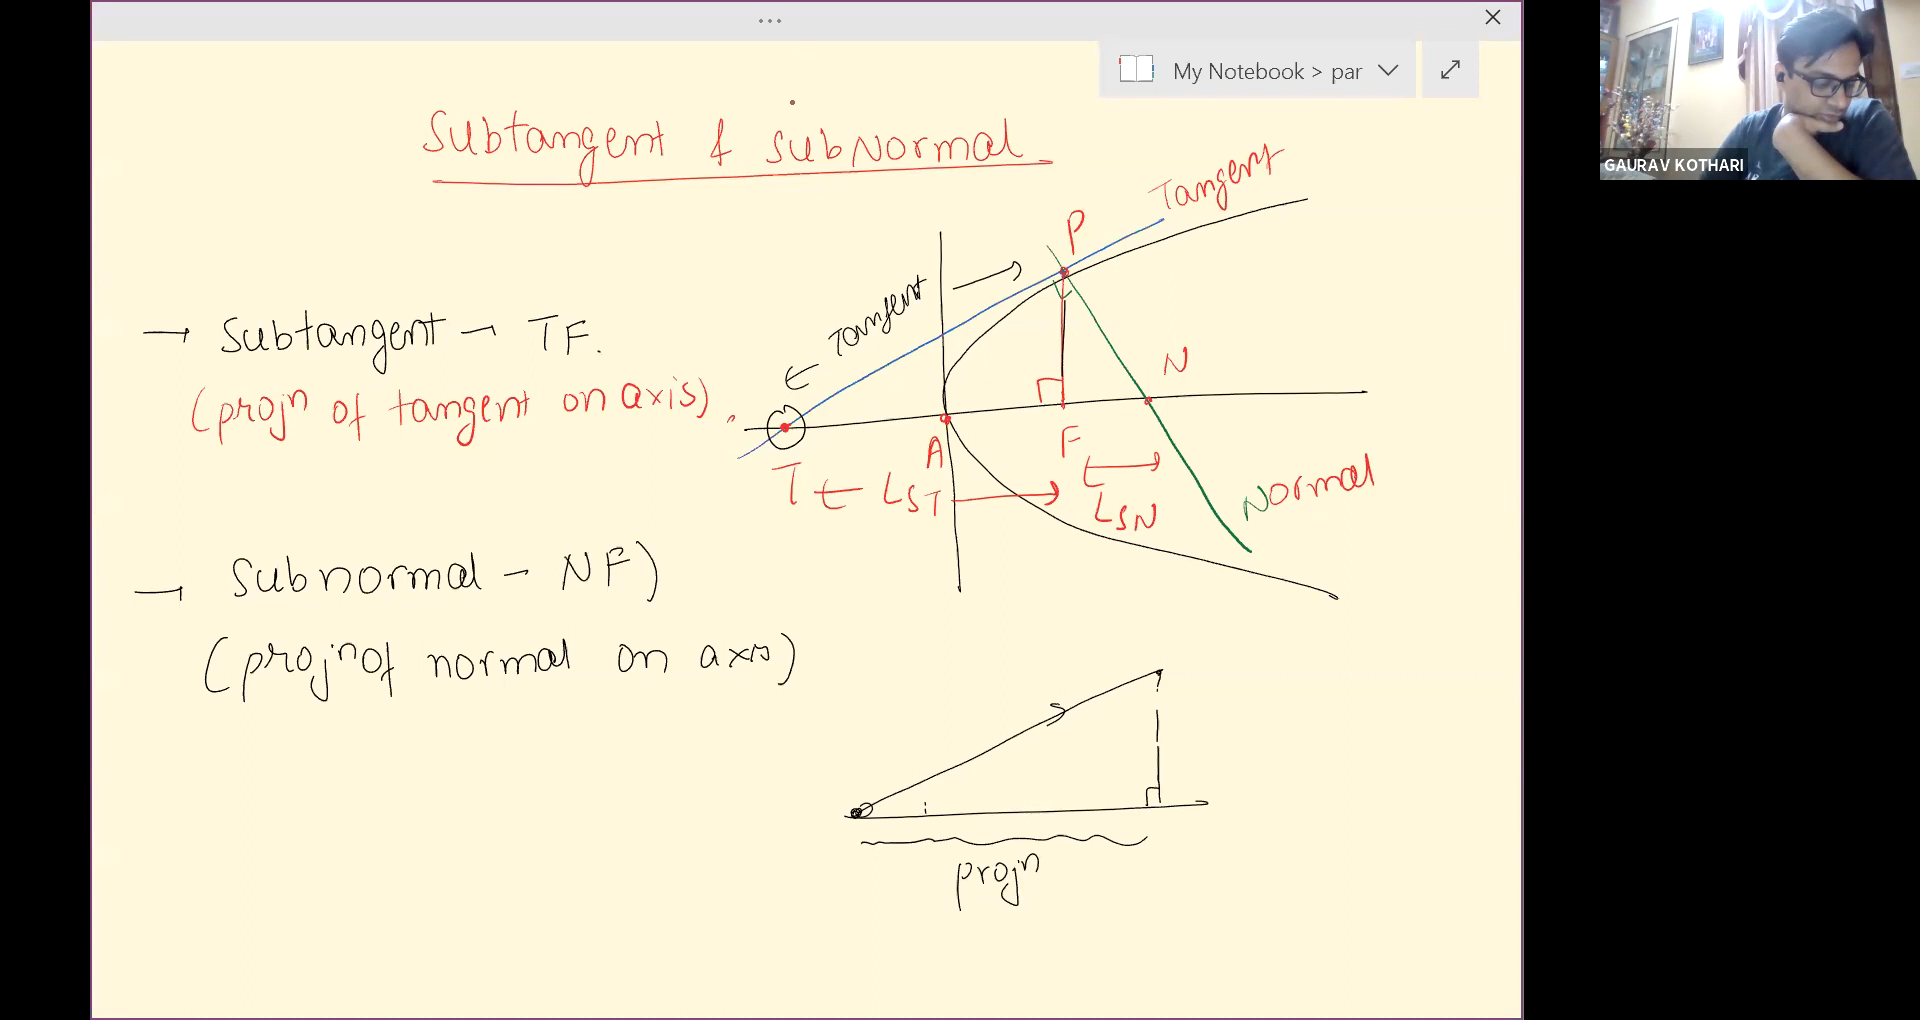 My Notebook > par
GAURAV KOTHARI
Subtangent & subNormal
Tangent
P
Tangent
→ Subtangent → TF.
(projⁿ of tangent on axis).
N
A
F
T ← LST →
LSN
Normal
→ Subnormal - NF)
(projⁿ of normal on axis)
projⁿ